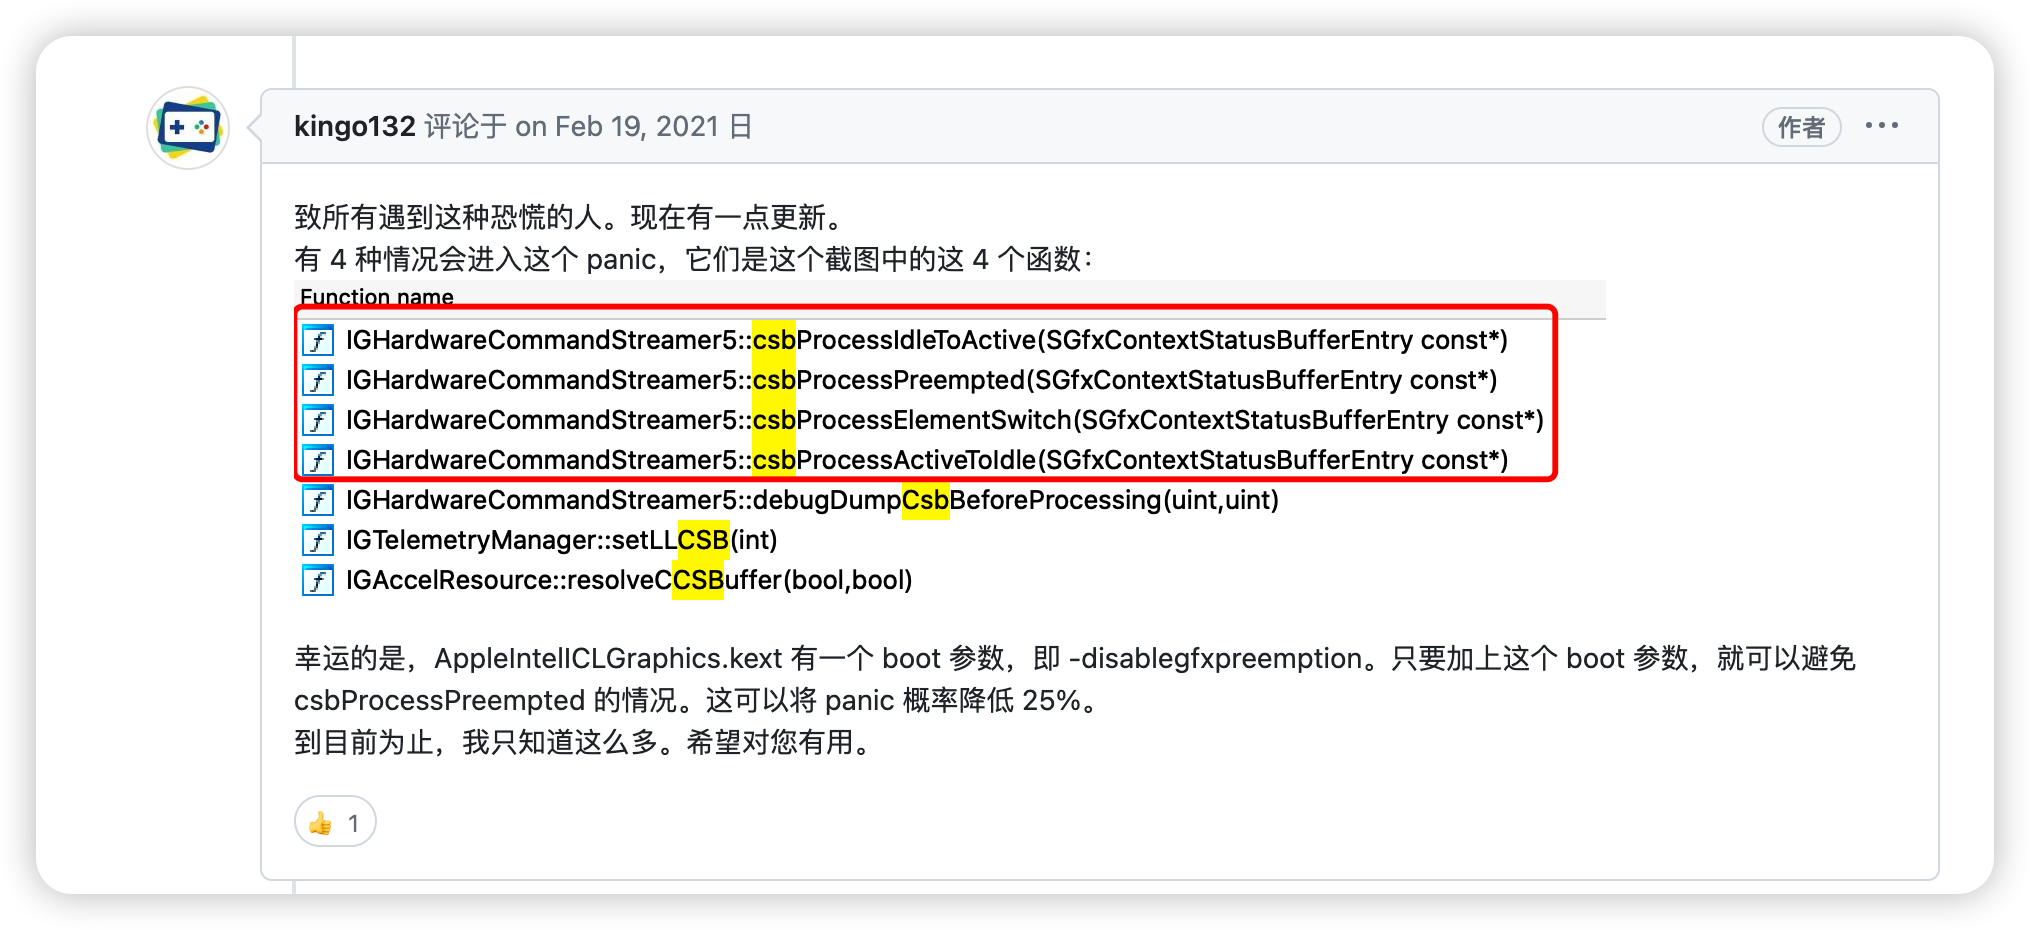 kingo132 评论于 on Feb 19, 2021 日
作者
致所有遇到这种恐慌的人。现在有一点更新。
有 4 种情况会进入这个 panic，它们是这个截图中的这 4 个函数：
Function name
IGHardwareCommandStreamer5::csbProcessIdleToActive(SGfxContextStatusBufferEntry const*)
IGHardwareCommandStreamer5::csbProcessPreempted(SGfxContextStatusBufferEntry const*)
IGHardwareCommandStreamer5::csbProcessElementSwitch(SGfxContextStatusBufferEntry const*)
IGHardwareCommandStreamer5::csbProcessActiveToIdle(SGfxContextStatusBufferEntry const*)
IGHardwareCommandStreamer5::debugDumpCsbBeforeProcessing(uint,uint)
IGTelemetryManager::setLLCSB(int)
IGAccelResource::resolveCCSBuffer(bool,bool)
幸运的是，AppleIntelICLGraphics.kext 有一个 boot 参数，即 -disablegfxpreemption。只要加上这个 boot 参数，就可以避免
csbProcessPreempted 的情况。这可以将 panic 概率降低 25%。
到目前为止，我只知道这么多。希望对您有用。
👍 1